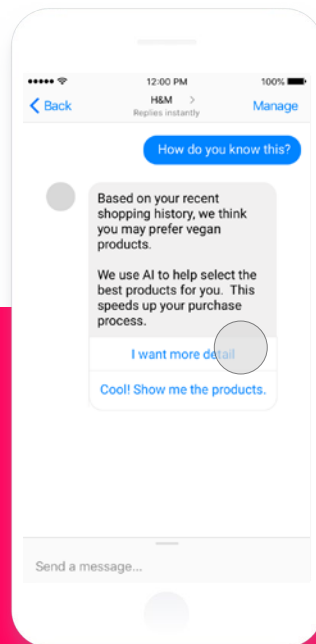 12:00 PM
100%
Back
H&M >
Manage
Replies instantly
How do you know this?
Based on your recent
shopping history, we think
you may prefer vegan
products.
We use AI to help select the
best products for you. This
speeds up your purchase
process.
I want more detail
Cool! Show me the products.
Send a message...